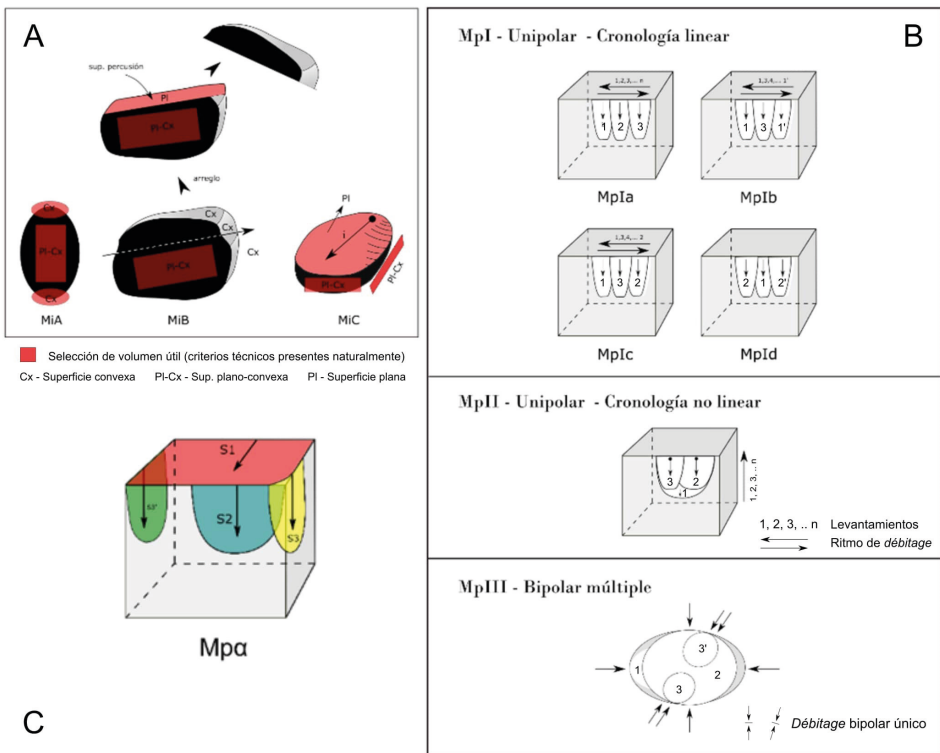 A
sup. percusión
Pl
Pl-Cx
arreglo
Cx
Pl-Cx
Cx
MiA
Cx
Cx
Cx
Pl-Cx
MiB
Pl
i
Pl-Cx
Pl-Cx
MiC
Selección de volumen útil (criterios técnicos presentes naturalmente)
Cx - Superficie convexa Pl-Cx - Sup. plano-convexa Pl - Superficie plana
S1
S2
S3
S3'
Mpα
C
B
MpI - Unipolar - Cronología linear
1,2,3,... n
1 2 3
MpIa
1,3,4,... 1'
1 3 1'
MpIb
1,3,4,... 2
1 3 2
MpIc
2 1 2'
MpId
MpII - Unipolar - Cronología no linear
3 2
1
1, 2, 3, ... n
1, 2, 3, .. n Levantamientos
Ritmo de débitage
MpIII - Bipolar múltiple
3'
1 2
3
Débitage bipolar único